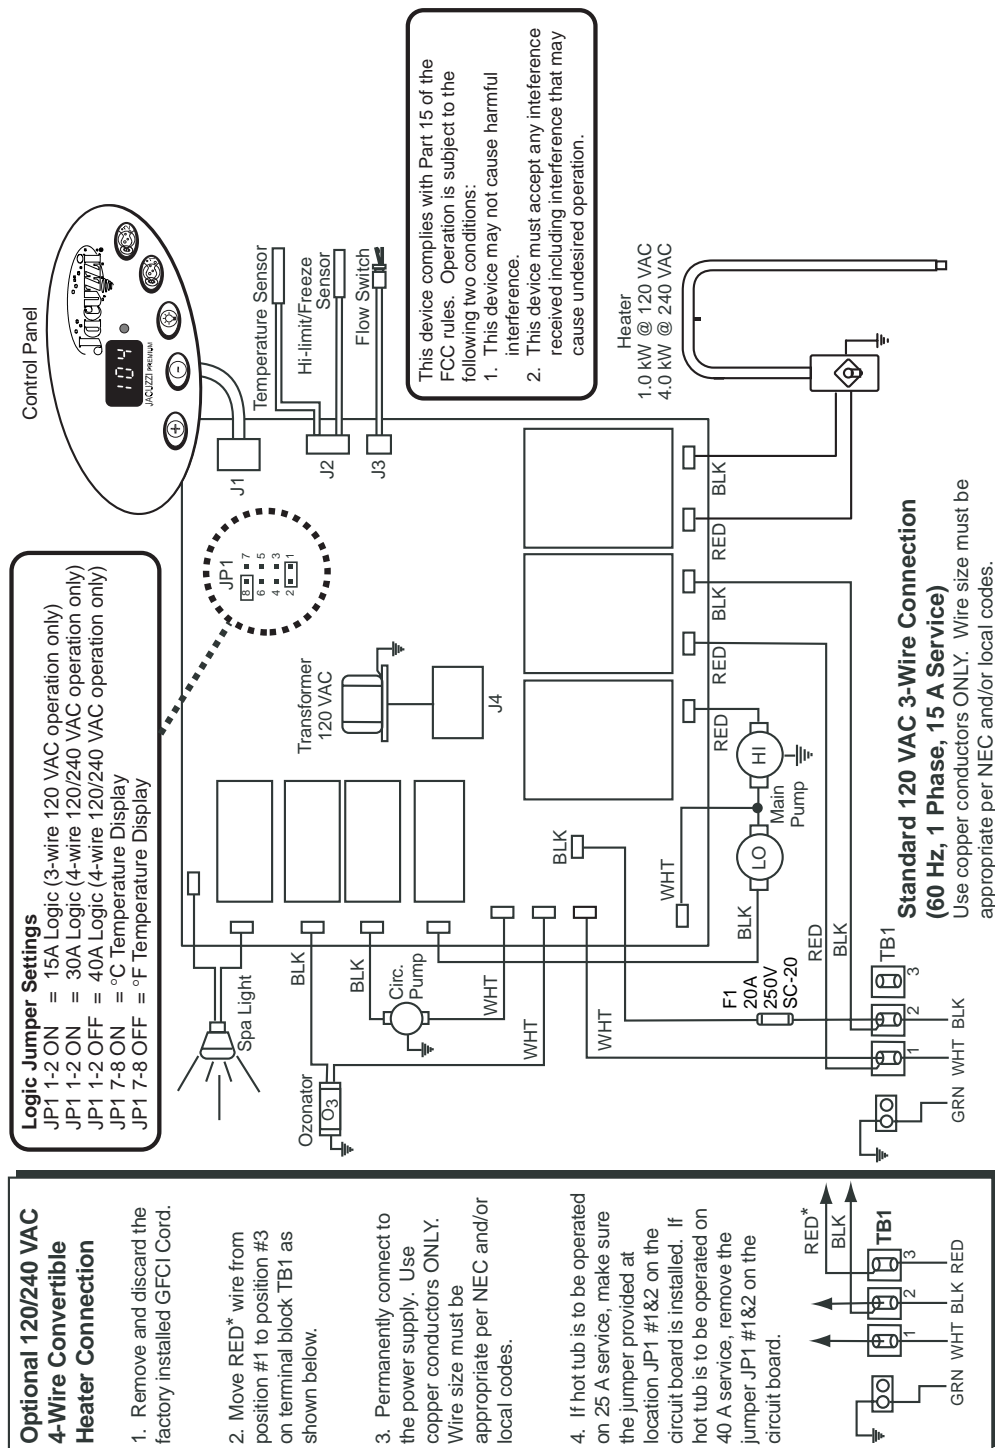 Optional 120/240 VAC
4-Wire Convertible
Heater Connection
1. Remove and discard the
factory installed GFCI Cord.
2. Move RED* wire from
position #1 to position #3
on terminal block TB1 as
shown below.
3. Permanently connect to
the power supply. Use
copper conductors ONLY.
Wire size must be
appropriate per NEC and/or
local codes.
4. If hot tub is to be operated
on 25 A service, make sure
the jumper provided at
location JP1 #1&2 on the
circuit board is installed. If
hot tub is to be operated on
40 A service, remove the
jumper JP1 #1&2 on the
circuit board.
RED*
BLK
TB1
1
2
3
GRN WHT BLK RED
Logic Jumper Settings
JP1 1-2 ON = 15A Logic (3-wire 120 VAC operation only)
JP1 1-2 ON = 30A Logic (4-wire 120/240 VAC operation only)
JP1 1-2 OFF = 40A Logic (4-wire 120/240 VAC operation only)
JP1 7-8 ON = °C Temperature Display
JP1 7-8 OFF = °F Temperature Display
Control Panel
Jacuzzi
104
JACUZZI PREMIUM
+
-
JP1
8 7
6 5
4 3
2 1
J1
Temperature Sensor
Hi-limit/Freeze
Sensor
J2
Flow Switch
J3
This device complies with Part 15 of the
FCC rules. Operation is subject to the
following two conditions:
1. This device may not cause harmful
interference.
2. This device must accept any inteference
received including interference that may
cause undesired operation.
Spa Light
Transformer
120 VAC
J4
Ozonator
O3
BLK
BLK
Circ.
Pump
WHT
WHT
WHT
BLK
WHT
BLK
LO
Main
Pump
HI
RED
RED
BLK
RED
BLK
Heater
1.0 kW @ 120 VAC
4.0 kW @ 240 VAC
F1
20A
250V
SC-20
RED
BLK
TB1
1
2
3
GRN WHT BLK
Standard 120 VAC 3-Wire Connection
(60 Hz, 1 Phase, 15 A Service)
Use copper conductors ONLY. Wire size must be
appropriate per NEC and/or local codes.